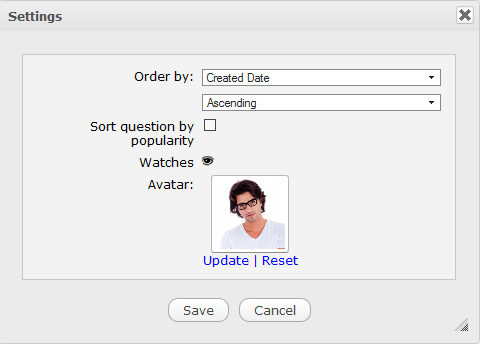 Settings
Order by:
Created Date
Ascending
Sort question by
popularity
Watches
Avatar:
Update | Reset
Save
Cancel